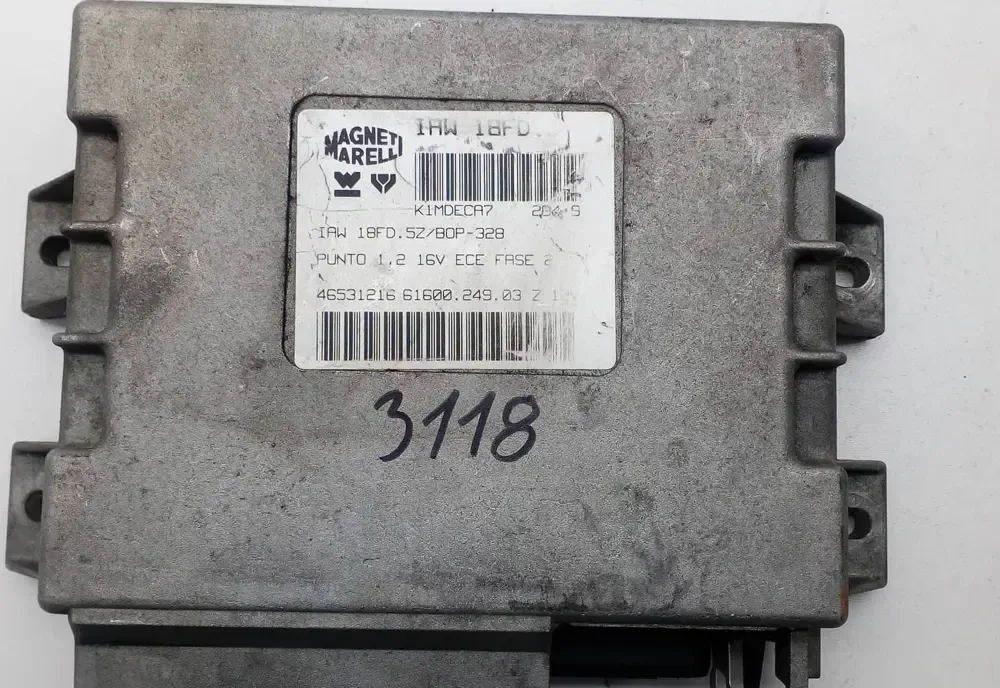 IAW 18FD.
MAGNETI
MARELLI
K1MDECA7
IAW 18FD.5Z/BOP-328
PUNTO 1,2 16V ECE FASE 2
46531216 61600.249.03 Z
3118